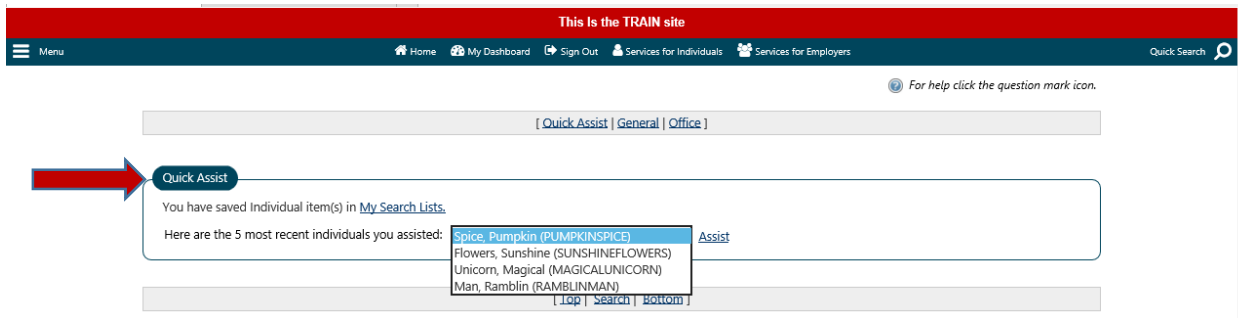 This Is the TRAIN site
Menu Home My Dashboard Sign Out Services for Individuals Services for Employers Quick Search
For help click the question mark icon.
[ Quick Assist | General | Office ]
Quick Assist
You have saved Individual item(s) in My Search Lists.
Here are the 5 most recent individuals you assisted: Spice, Pumpkin (PUMPKINSPICE) Assist
Flowers, Sunshine (SUNSHINEFLOWERS)
Unicorn, Magical (MAGICALUNICORN)
Man, Ramblin (RAMBLINMAN)
[ Top | Search | Bottom ]